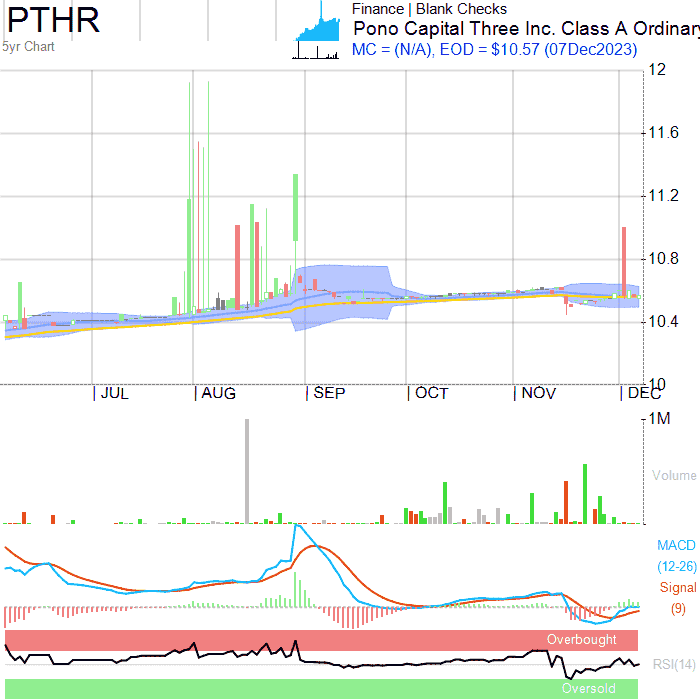 PTHR
5yr Chart
Finance | Blank Checks
Pono Capital Three Inc. Class A Ordinary
MC = (N/A), EOD = $10.57 (07Dec2023)
12
11.6
11.2
10.8
10.4
10
JUL AUG SEP OCT NOV DEC
1M
Volume
MACD
(12-26)
Signal
(9)
Overbought
RSI(14)
Oversold